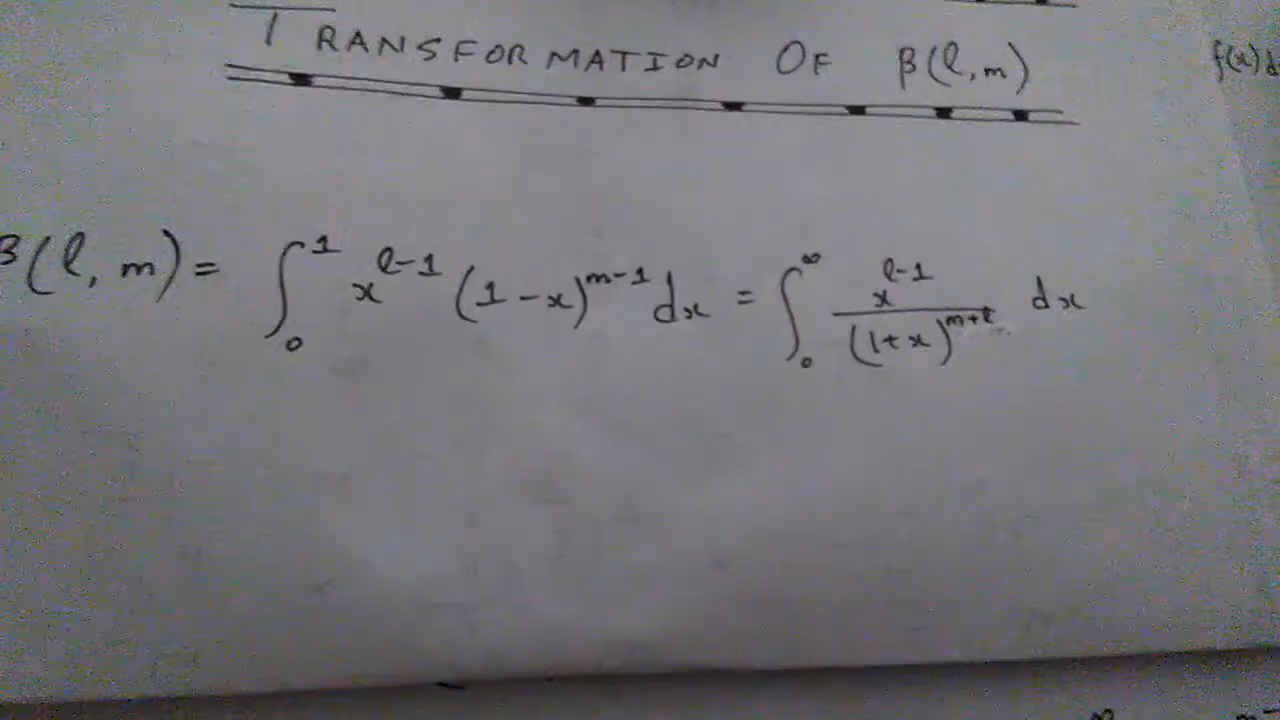 TRANSFORMATION OF β(l,m)
f(x)d
β(l, m) = ∫₀¹ x^(l-1) (1-x)^(m-1) dx = ∫₀^∞ x^(l-1) / (1+x)^(m+l) dx